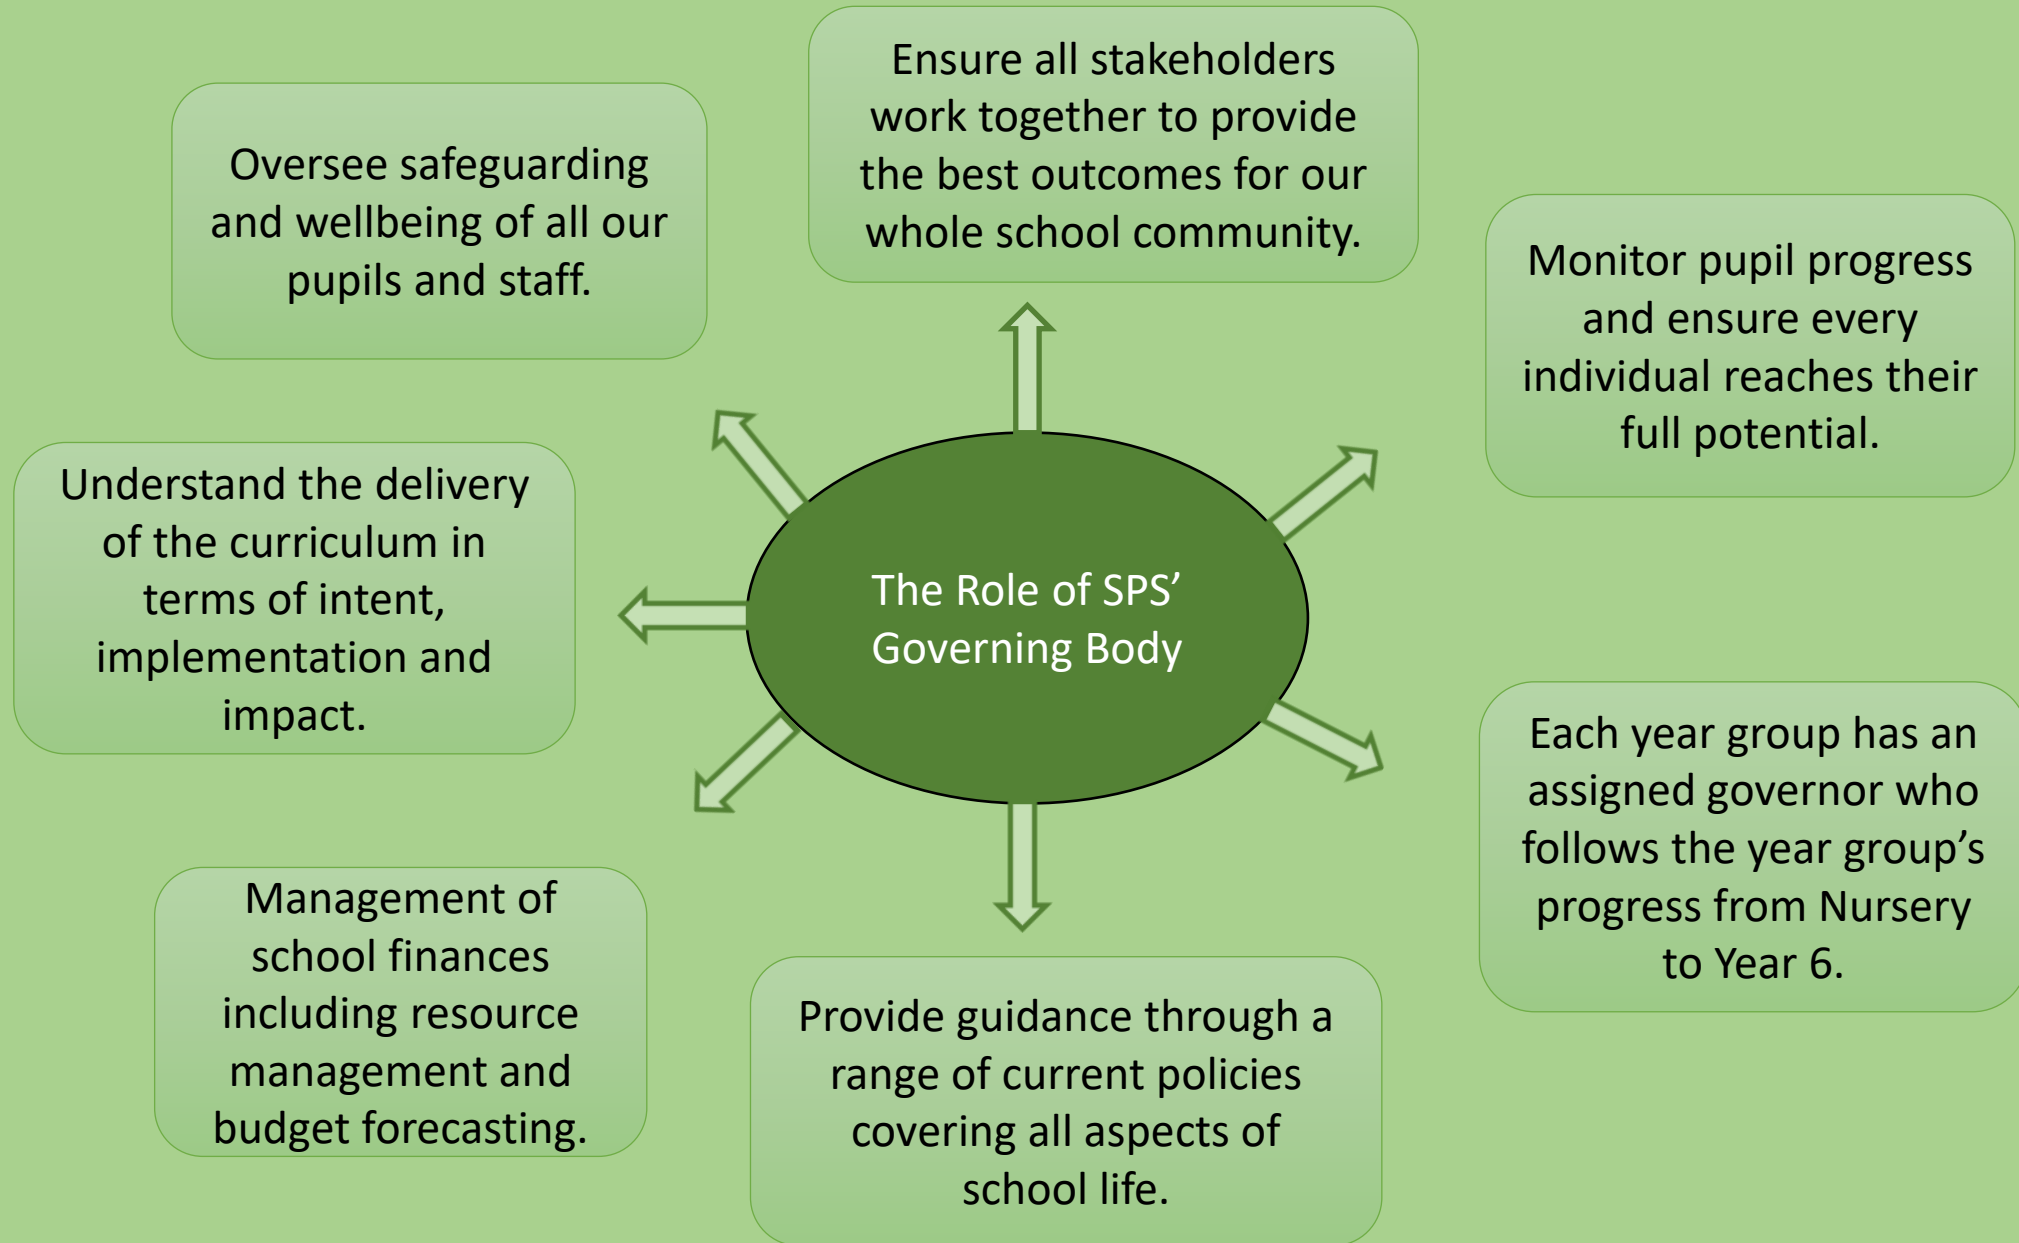 Ensure all stakeholders
work together to provide
the best outcomes for our
whole school community.
Oversee safeguarding
and wellbeing of all our
pupils and staff.
Monitor pupil progress
and ensure every
individual reaches their
full potential.
Understand the delivery
of the curriculum in
terms of intent,
implementation and
impact.
The Role of SPS’
Governing Body
Each year group has an
assigned governor who
follows the year group’s
progress from Nursery
to Year 6.
Management of
school finances
including resource
management and
budget forecasting.
Provide guidance through a
range of current policies
covering all aspects of
school life.